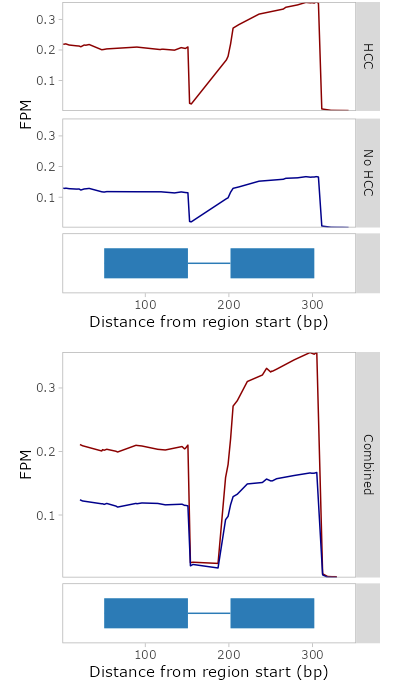 0.3
0.2
0.1
HCC
FPM
0.3
0.2
0.1
No HCC
100
200
300
Distance from region start (bp)
0.3
0.2
0.1
FPM
Combined
100
200
300
Distance from region start (bp)